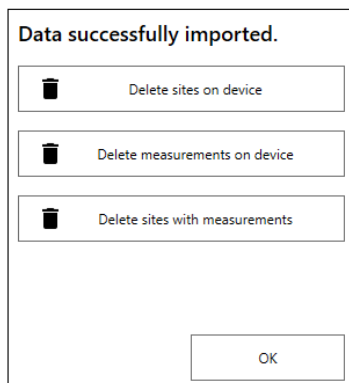 Data successfully imported.
Delete sites on device
Delete measurements on device
Delete sites with measurements
OK